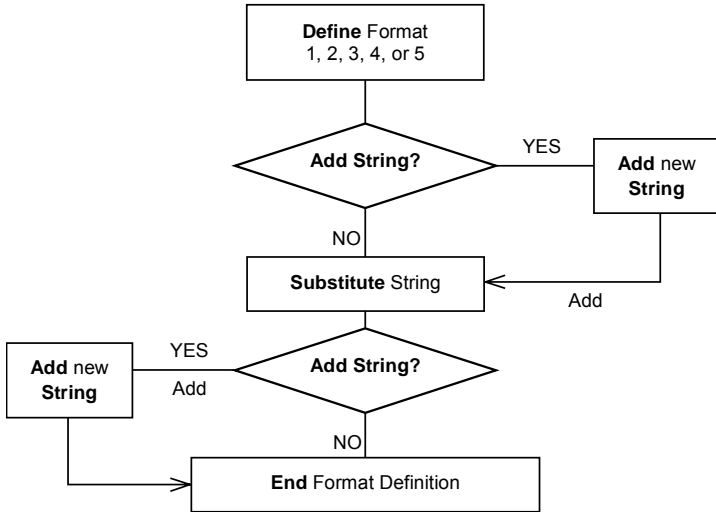 Define Format
1, 2, 3, 4, or 5
Add String?
YES
Add new
String
NO
Substitute String
Add
Add String?
YES
Add
Add new
String
NO
End Format Definition